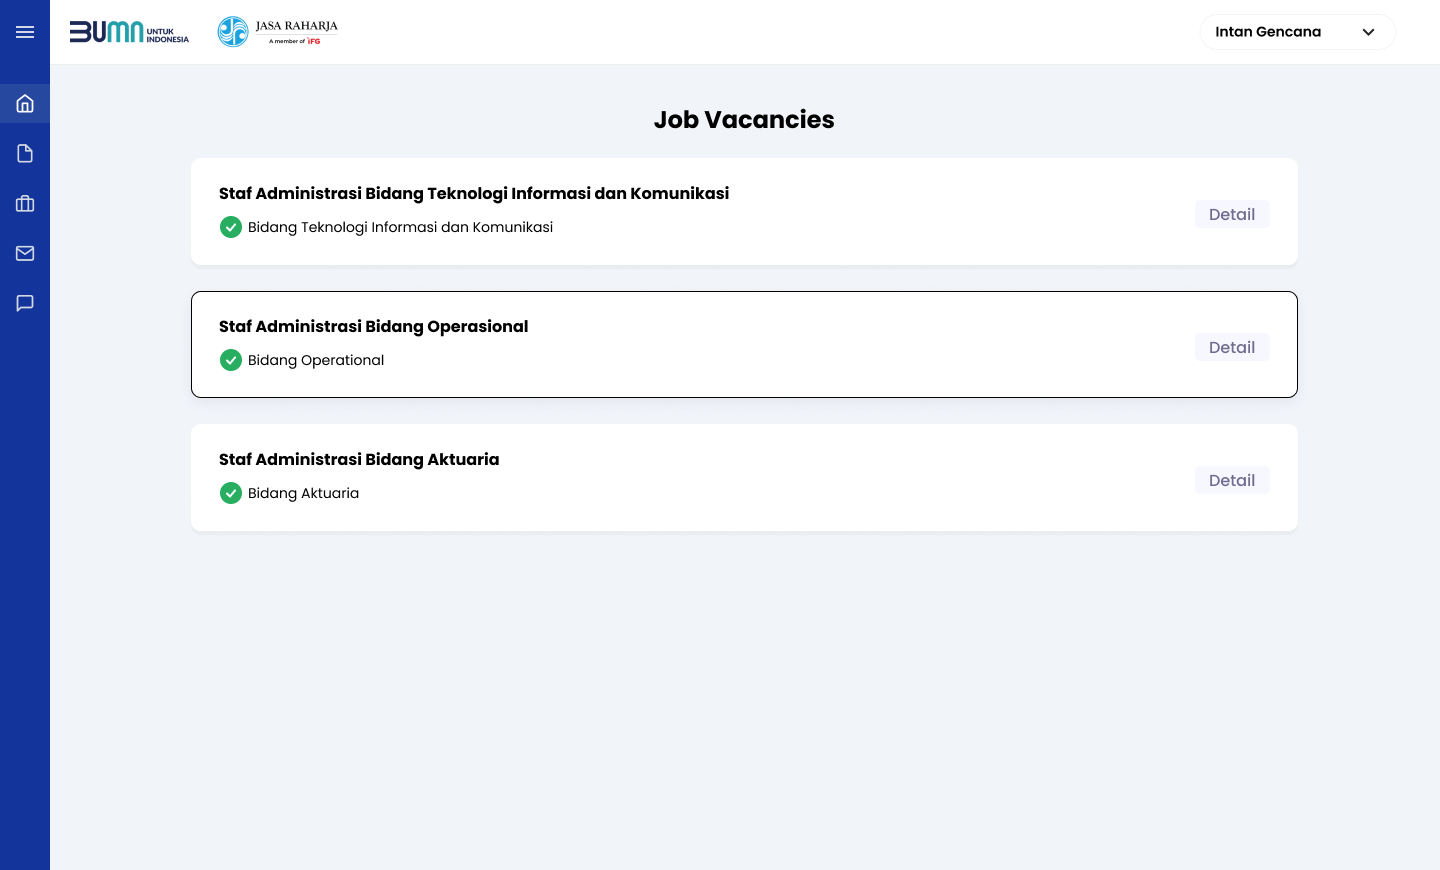 BUMN UNTUK INDONESIA
JASA RAHARJA
A member of IFG
Intan Gencana
Job Vacancies
Staf Administrasi Bidang Teknologi Informasi dan Komunikasi
Bidang Teknologi Informasi dan Komunikasi
Detail
Staf Administrasi Bidang Operasional
Bidang Operational
Detail
Staf Administrasi Bidang Aktuaria
Bidang Aktuaria
Detail